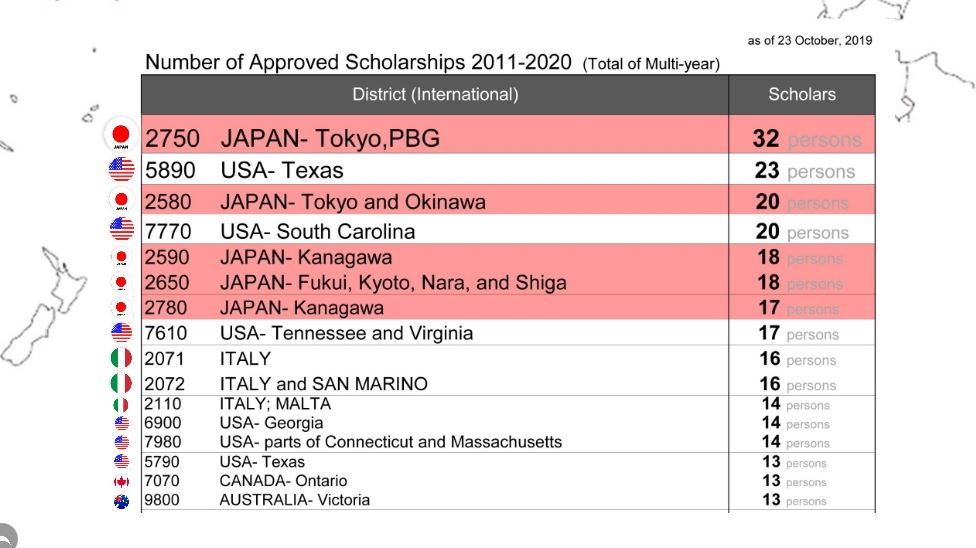 as of 23 October, 2019
Number of Approved Scholarships 2011-2020 (Total of Multi-year)
District (International) Scholars
2750 JAPAN- Tokyo,PBG 32 persons
5890 USA- Texas 23 persons
2580 JAPAN- Tokyo and Okinawa 20 persons
7770 USA- South Carolina 20 persons
2590 JAPAN- Kanagawa 18 persons
2650 JAPAN- Fukui, Kyoto, Nara, and Shiga 18 persons
2780 JAPAN- Kanagawa 17 persons
7610 USA- Tennessee and Virginia 17 persons
2071 ITALY 16 persons
2072 ITALY and SAN MARINO 16 persons
2110 ITALY; MALTA 14 persons
6900 USA- Georgia 14 persons
7980 USA- parts of Connecticut and Massachusetts 14 persons
5790 USA- Texas 13 persons
7070 CANADA- Ontario 13 persons
9800 AUSTRALIA- Victoria 13 persons